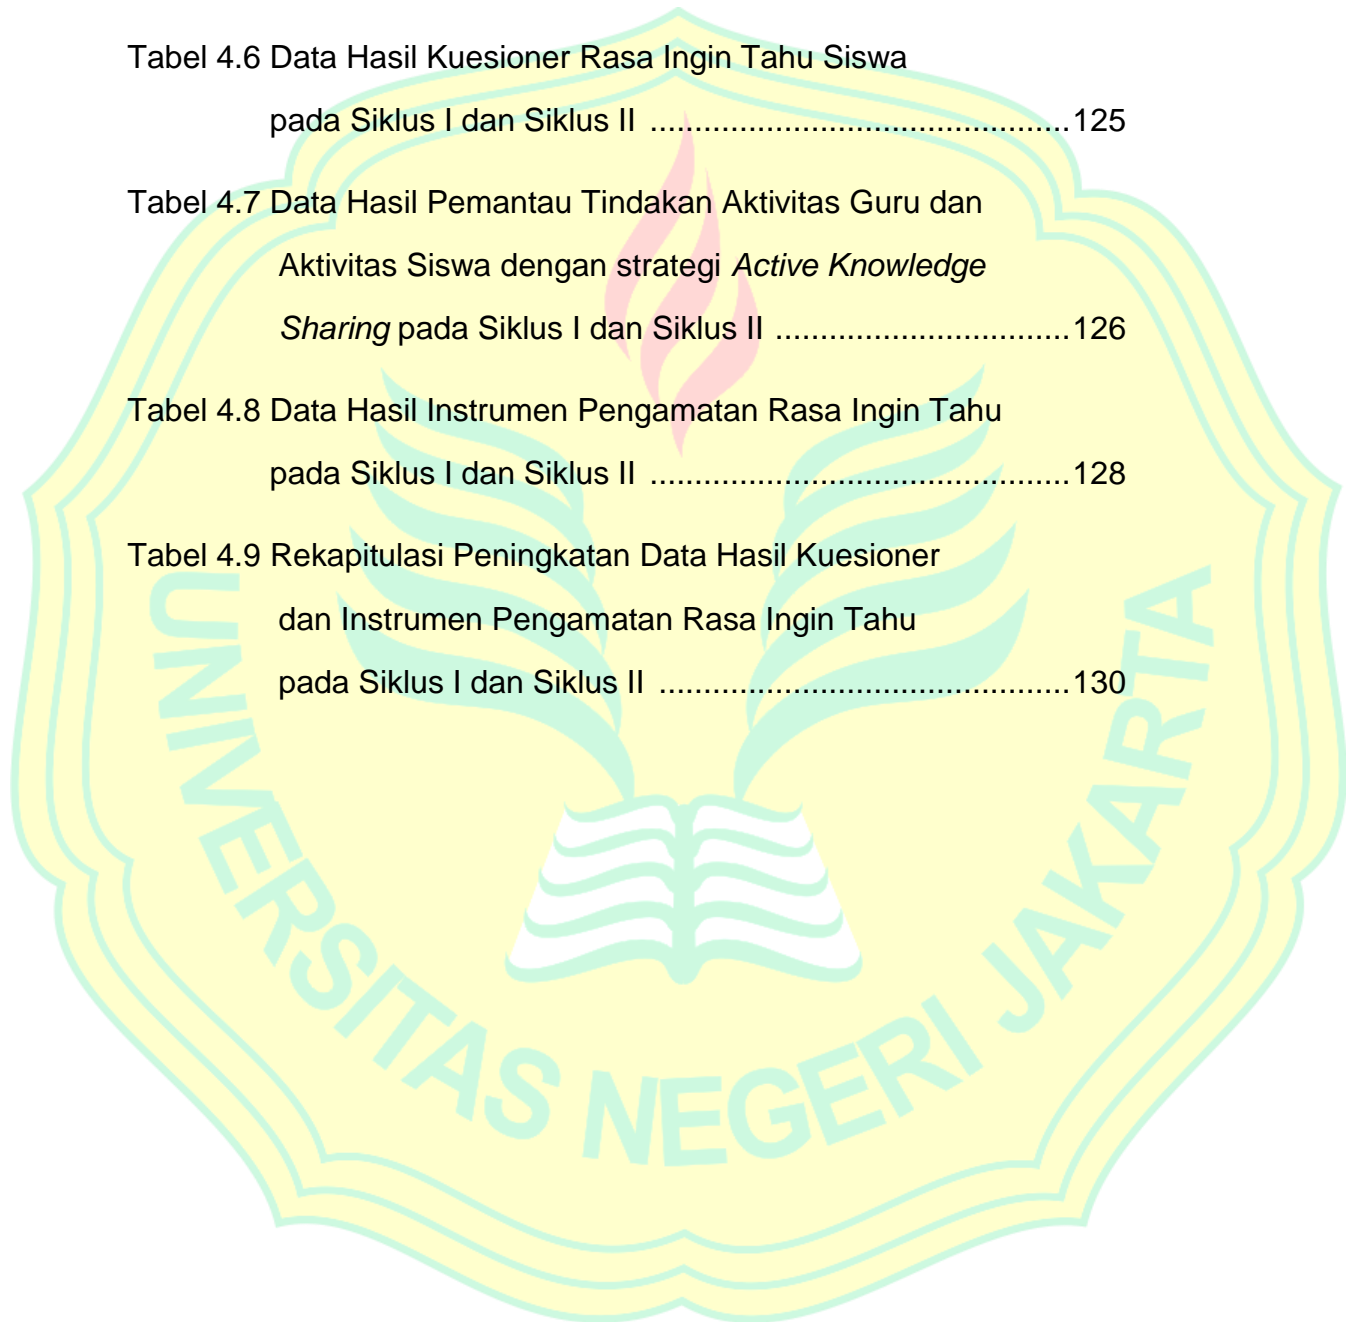 Tabel 4.6 Data Hasil Kuesioner Rasa Ingin Tahu Siswa
pada Siklus I dan Siklus II ...............................................125
Tabel 4.7 Data Hasil Pemantau Tindakan Aktivitas Guru dan
Aktivitas Siswa dengan strategi Active Knowledge
Sharing pada Siklus I dan Siklus II .................................126
Tabel 4.8 Data Hasil Instrumen Pengamatan Rasa Ingin Tahu
pada Siklus I dan Siklus II ...............................................128
Tabel 4.9 Rekapitulasi Peningkatan Data Hasil Kuesioner
dan Instrumen Pengamatan Rasa Ingin Tahu
pada Siklus I dan Siklus II ..............................................130
UNIVERSITAS NEGERI JAKARTA